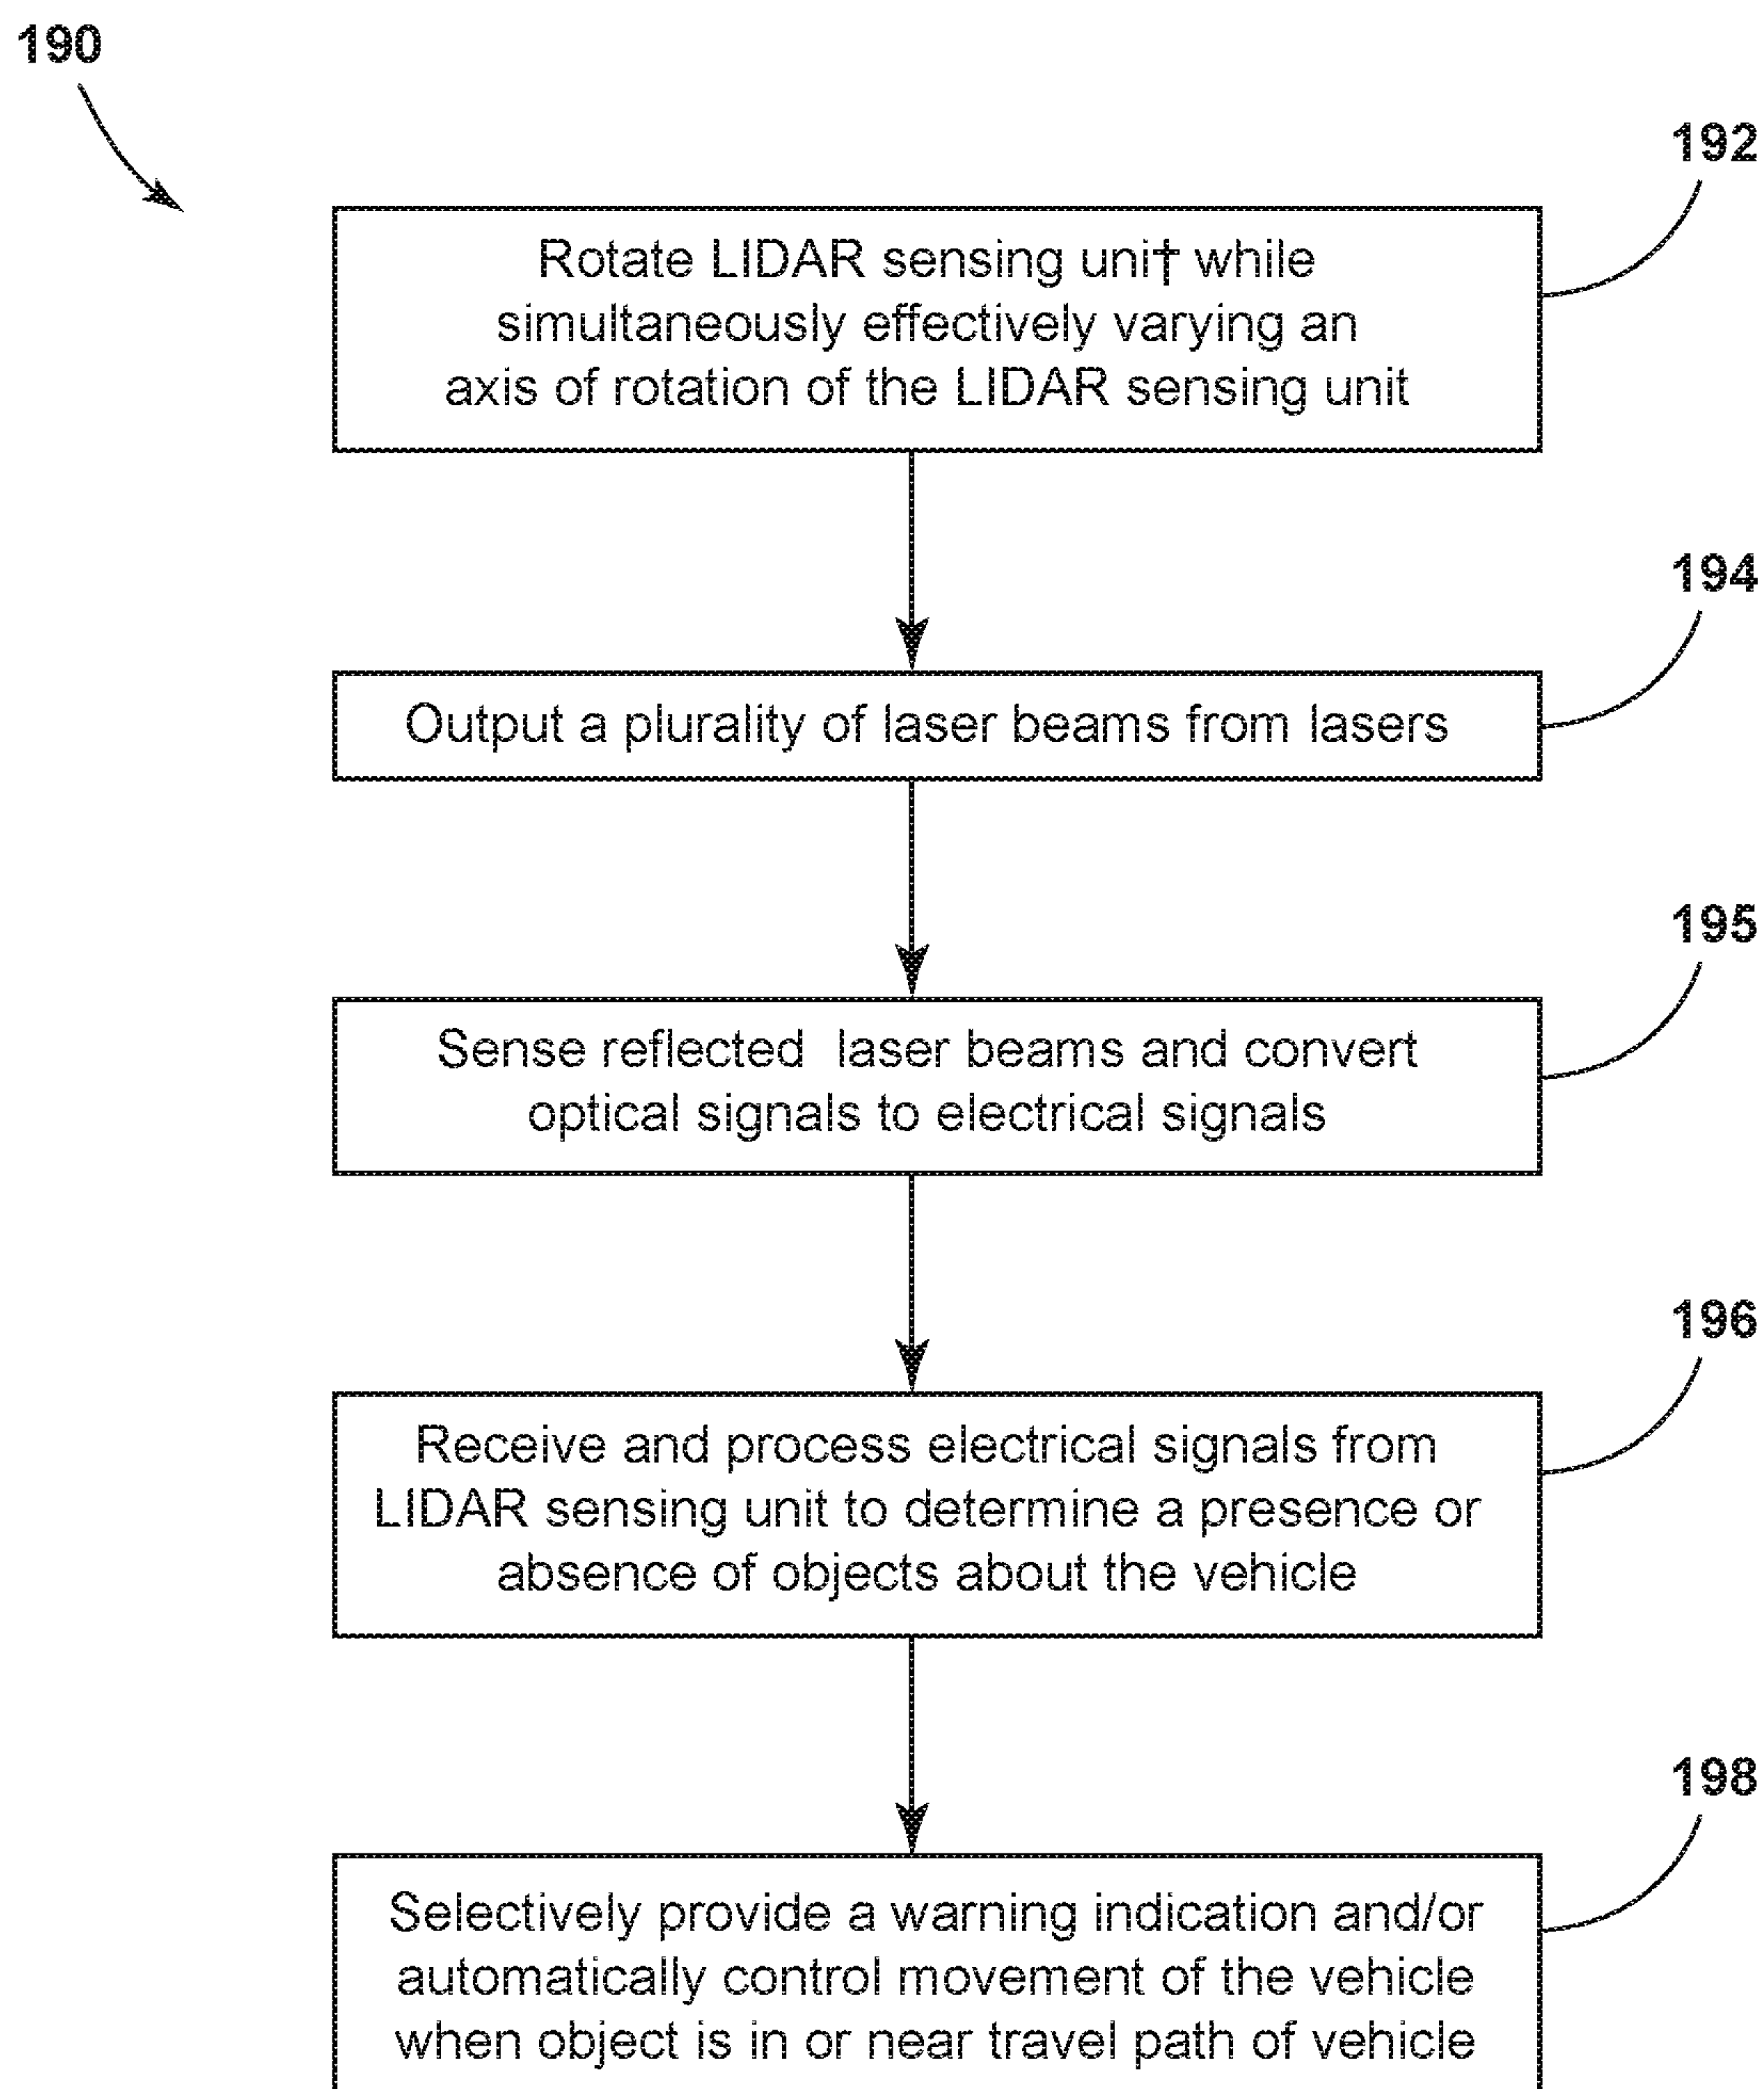 190
192
Rotate LIDAR sensing uni† while
simultaneously effectively varying an
axis of rotation of the LIDAR sensing unit
194
Output a plurality of laser beams from lasers
195
Sense reflected  laser beams and convert
optical signals to electrical signals
196
Receive and process electrical signals from
LIDAR sensing unit to determine a presence or
absence of objects about the vehicle
198
Selectively provide a warning indication and/or
automatically control movement of the vehicle
when object is in or near travel path of vehicle